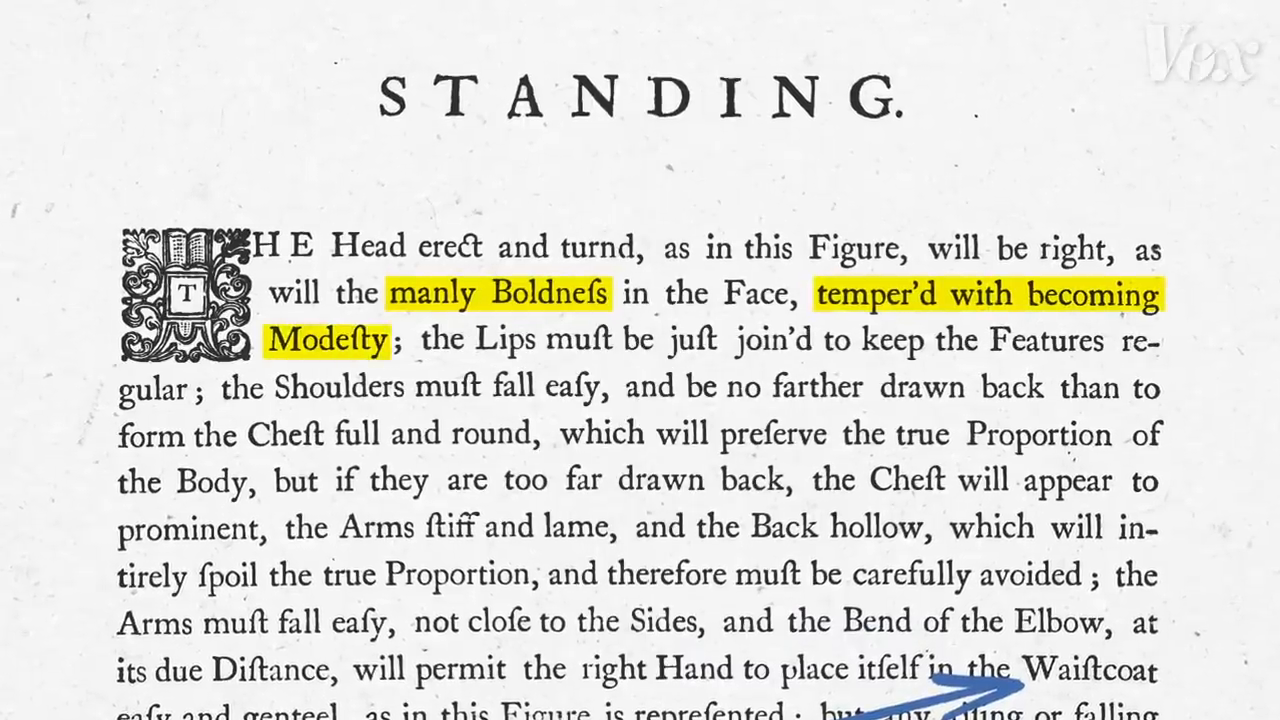 Vox
STANDING.
THE Head erect and turnd, as in this Figure, will be right, as
will the manly Boldneſs in the Face, temper'd with becoming
Modeſty; the Lips muſt be juſt join'd to keep the Features re-
gular; the Shoulders muſt fall eaſy, and be no farther drawn back than to
form the Cheſt full and round, which will preſerve the true Proportion of
the Body, but if they are too far drawn back, the Cheſt will appear to
prominent, the Arms ſtiff and lame, and the Back hollow, which will in-
tirely ſpoil the true Proportion, and therefore muſt be carefully avoided; the
Arms muſt fall eaſy, not cloſe to the Sides, and the Bend of the Elbow, at
its due Diſtance, will permit the right Hand to place itſelf in the Waiſtcoat
eaſy and genteel, as in this Figure is repreſented; but any or falling